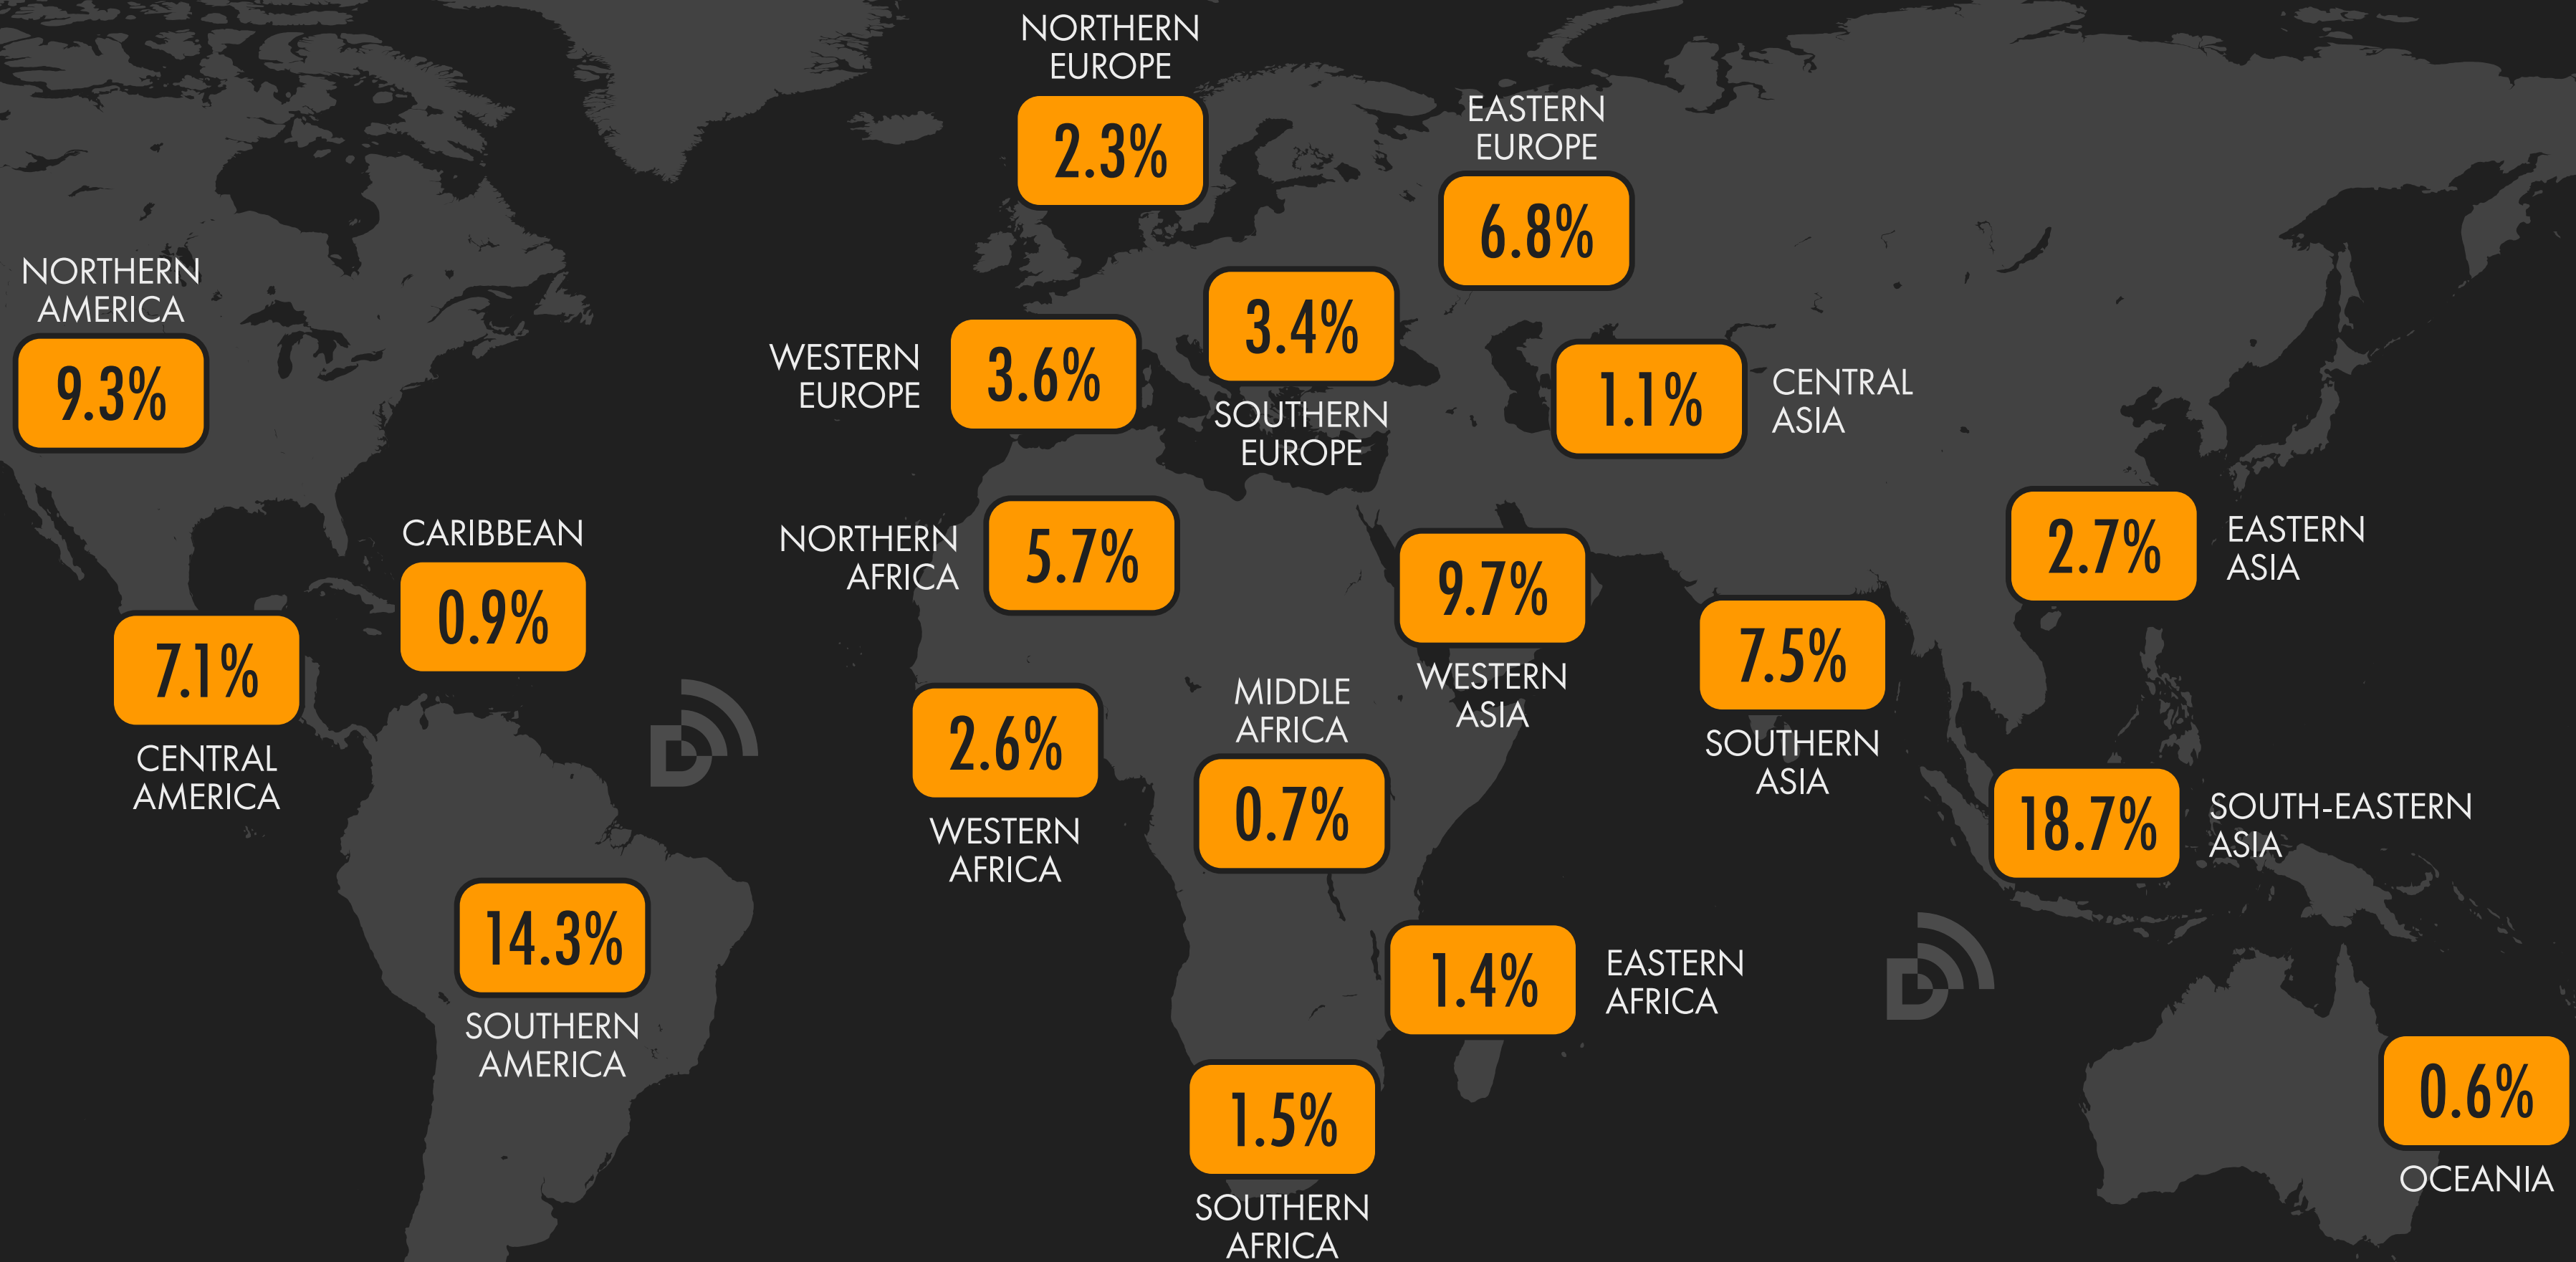 NORTHERN
EUROPE
2.3%
EASTERN
EUROPE
6.8%
NORTHERN
AMERICA
9.3%
WESTERN
EUROPE
3.6%
3.4%
SOUTHERN
EUROPE
1.1%
CENTRAL
ASIA
CARIBBEAN
0.9%
NORTHERN
AFRICA
5.7%
9.7%
WESTERN
ASIA
2.7%
EASTERN
ASIA
7.1%
CENTRAL
AMERICA
7.5%
SOUTHERN
ASIA
2.6%
WESTERN
AFRICA
MIDDLE
AFRICA
0.7%
18.7%
SOUTH-EASTERN
ASIA
14.3%
SOUTHERN
AMERICA
1.4%
EASTERN
AFRICA
1.5%
SOUTHERN
AFRICA
0.6%
OCEANIA